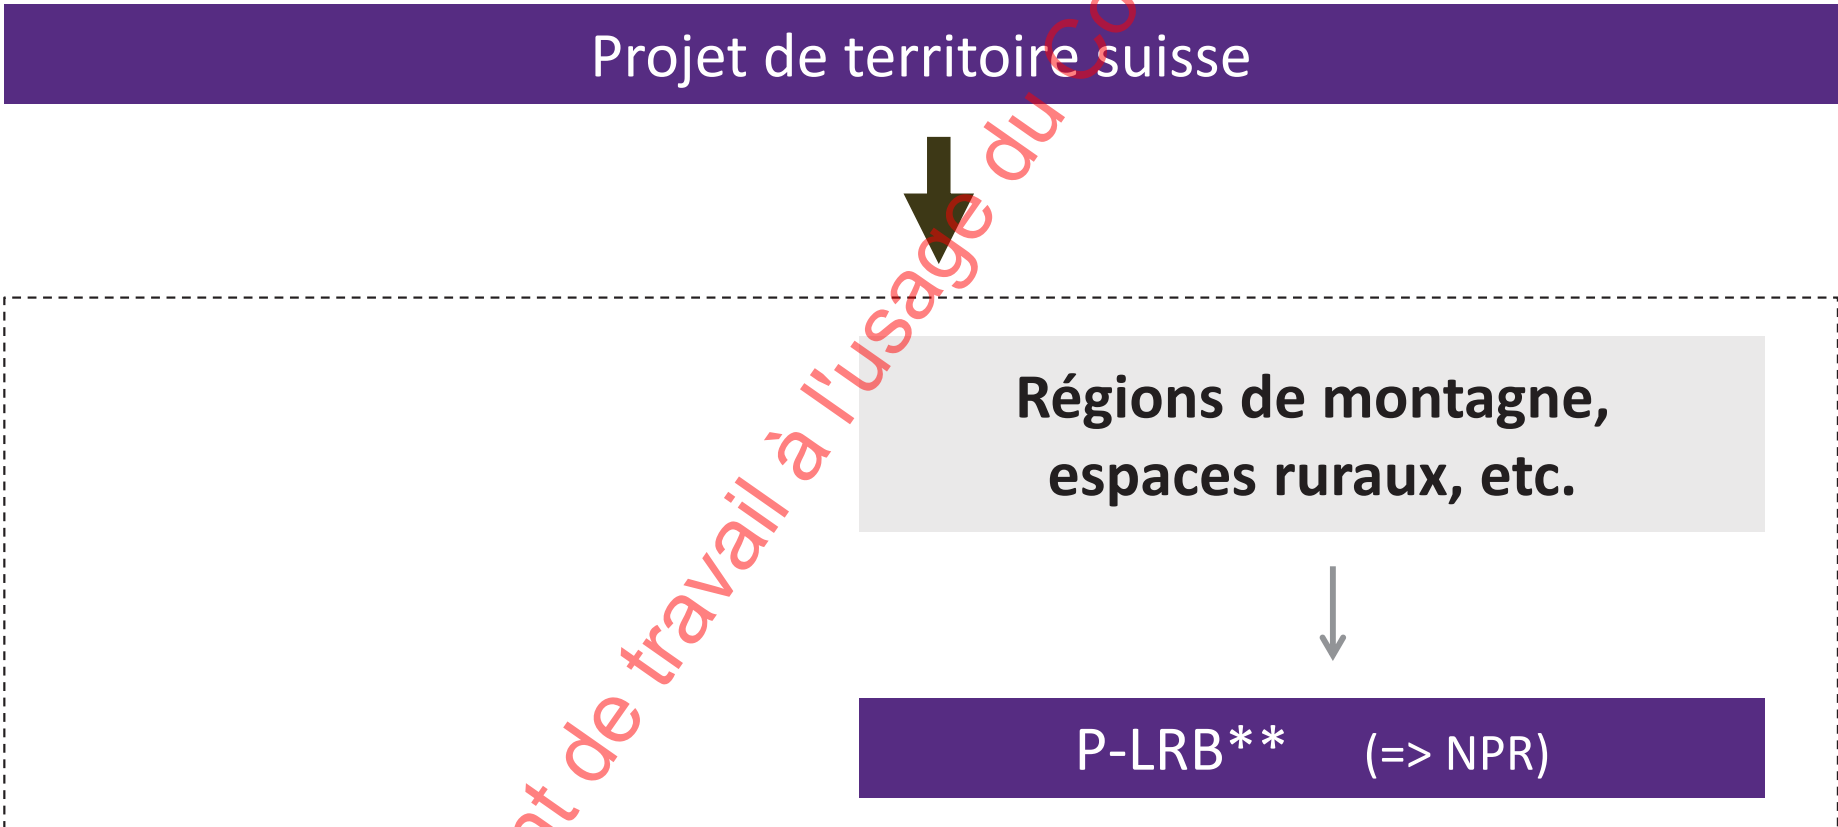 Projet de territoire suisse
Régions de montagne,
espaces ruraux, etc.
P-LRB** (=> NPR)
de travail à l'usage du